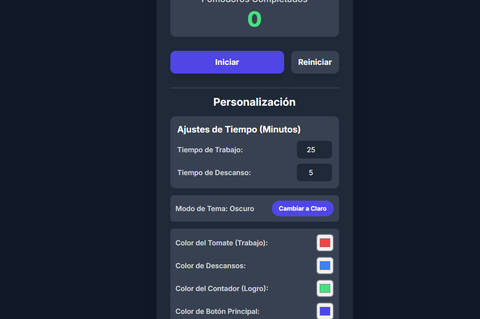 Pomodoros Completados
0
Iniciar
Reiniciar
Personalización
Ajustes de Tiempo (Minutos)
Tiempo de Trabajo:
25
Tiempo de Descanso:
5
Modo de Tema: Oscuro
Cambiar a Claro
Color del Tomate (Trabajo):
Color de Descansos:
Color del Contador (Logro):
Color de Botón Principal: